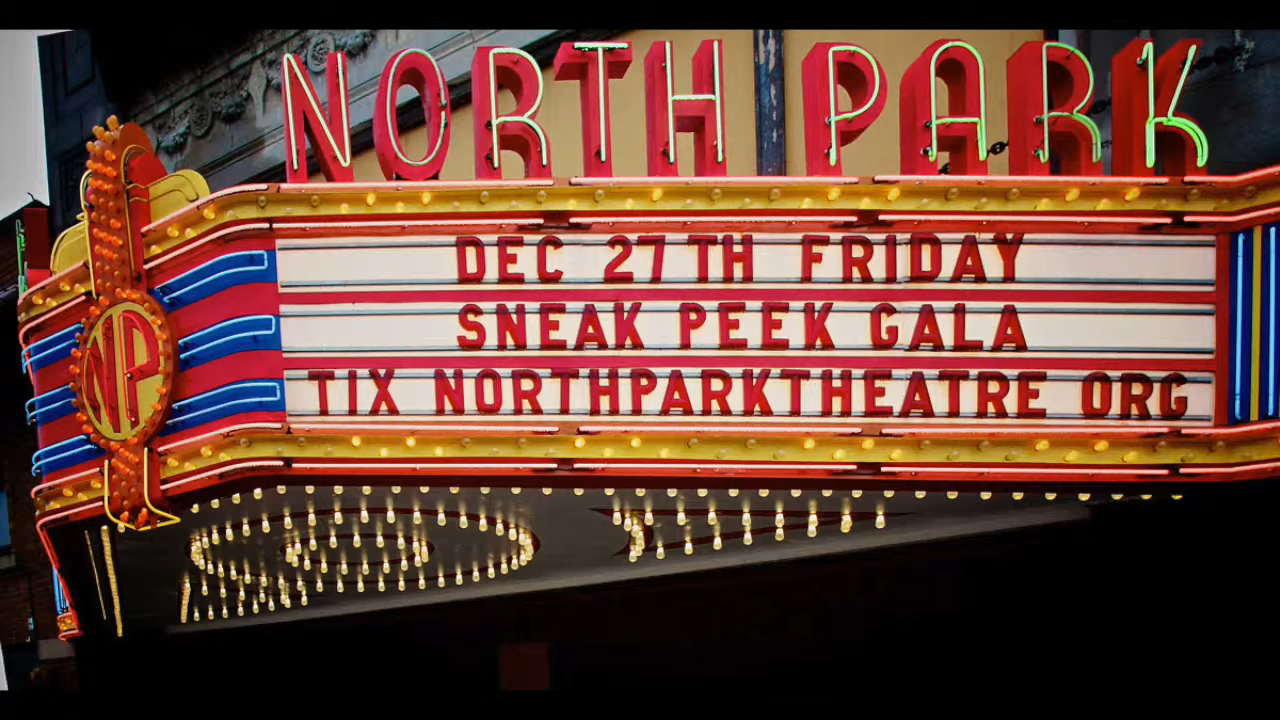 NORTH PARK
DEC 27TH FRIDAY
SNEAK PEEK GALA
TIX NORTHPARKTHEATRE ORG
NP